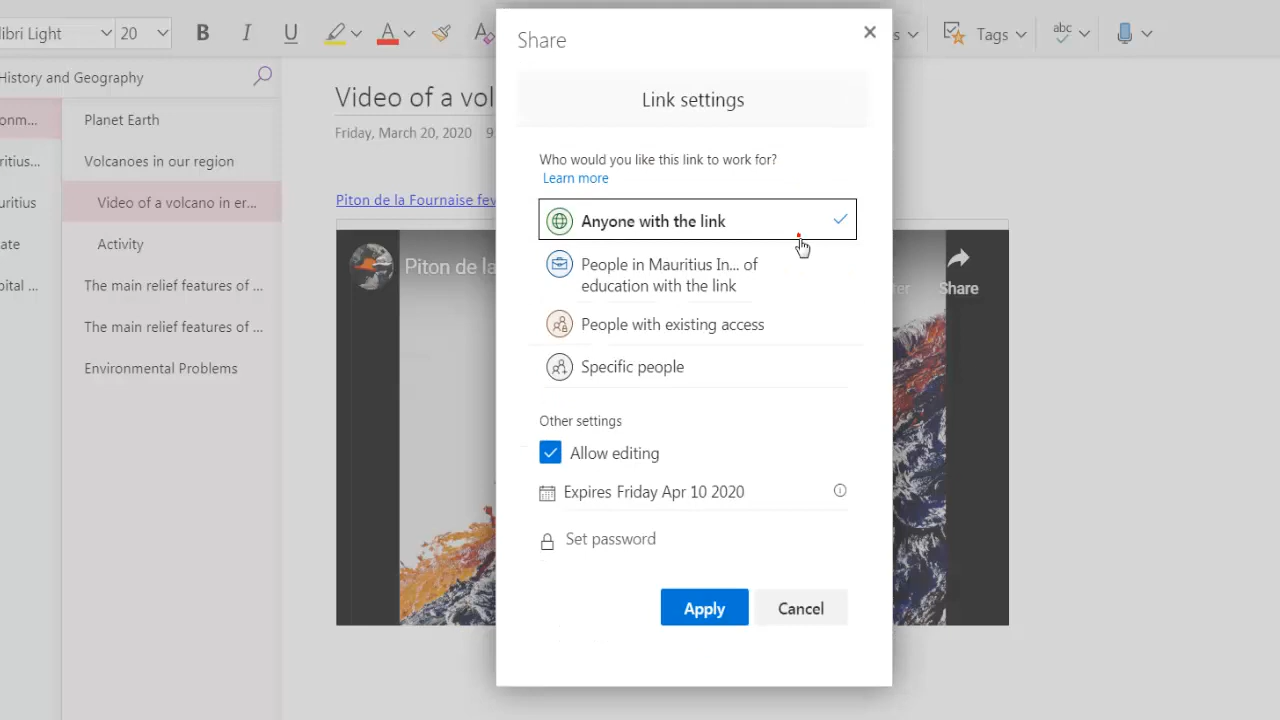 libri Light
20
B
I
U
A
A
s
Tags
abc
Share
Link settings
History and Geography
Video of a vol
Friday, March 20, 2020 9
Who would you like this link to work for?
Learn more
onm...
Planet Earth
ritius...
Volcanoes in our region
uritius
Video of a volcano in er...
Piton de la Fournaise fev
Anyone with the link
ate
Activity
Piton de la
People in Mauritius In... of
education with the link
rer
Share
pital ...
The main relief features of ...
The main relief features of ...
People with existing access
Environmental Problems
Specific people
Other settings
Allow editing
Expires Friday Apr 10 2020
Set password
Apply
Cancel